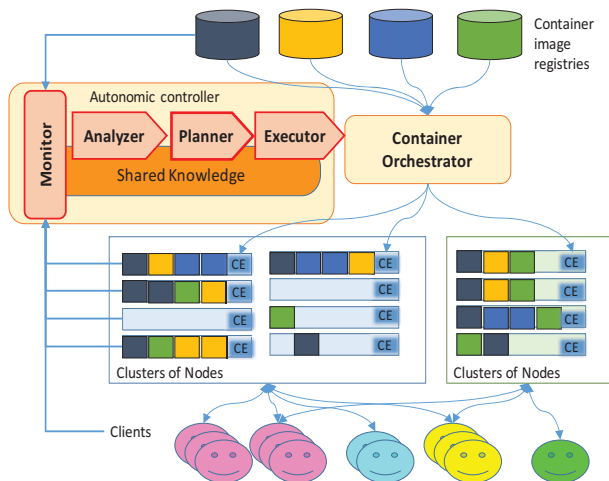 Container
image
registries
Autonomic controller
Monitor
Analyzer
Planner
Executor
Shared Knowledge
Container
Orchestrator
CE
CE
CE
CE
CE
CE
CE
CE
CE
CE
CE
CE
Clusters of Nodes
Clusters of Nodes
Clients